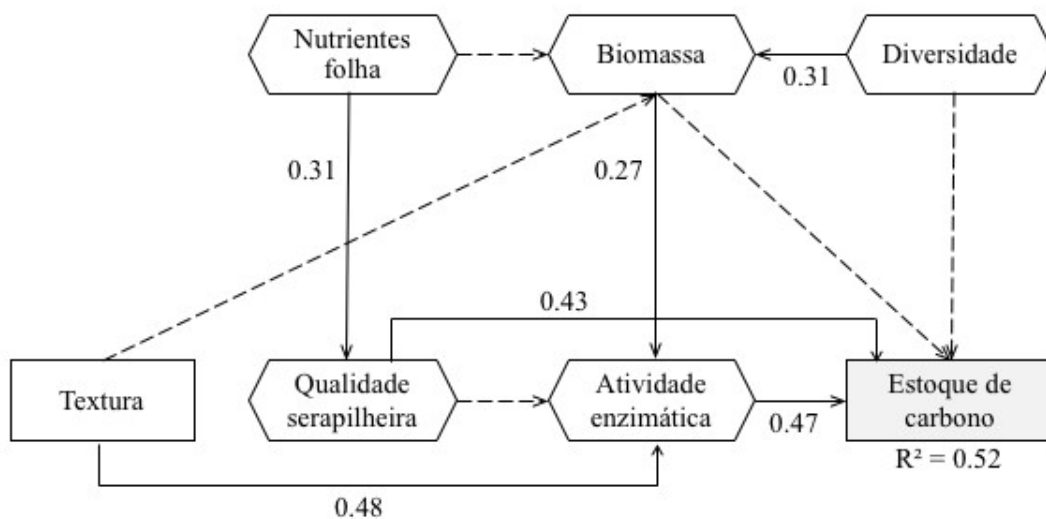 Nutrientes
folha
Biomassa
Diversidade
0.31
0.31
0.27
0.43
Textura
Qualidade
serapilheira
Atividade
enzimática
Estoque de
carbono
0.47
R² = 0.52
0.48